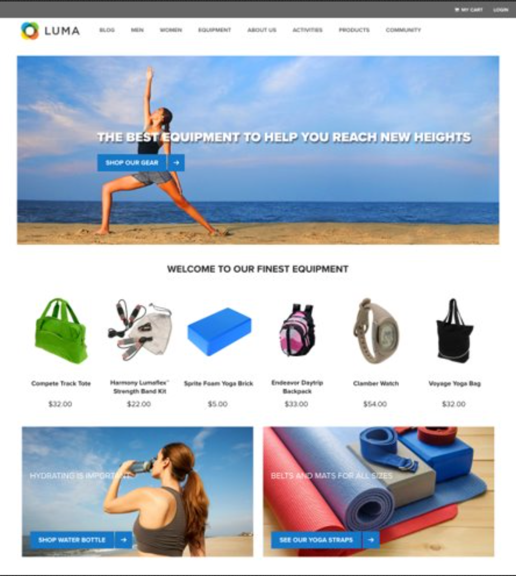 MY CART LOGIN
LUMA BLOG MEN WOMEN EQUIPMENT ABOUT US ACTIVITIES PRODUCTS COMMUNITY
THE BEST EQUIPMENT TO HELP YOU REACH NEW HEIGHTS
SHOP OUR GEAR
WELCOME TO OUR FINEST EQUIPMENT
Compete Track Tote
$32.00
Harmony Lumaflex™
Strength Band Kit
$22.00
Sprite Foam Yoga Brick
$5.00
Endeavor Daytrip
Backpack
$33.00
Clamber Watch
$54.00
Voyage Yoga Bag
$32.00
HYDRATING IS IMPORTANT
SHOP WATER BOTTLE
BELTS AND MATS FOR ALL SIZES
SEE OUR YOGA STRAPS